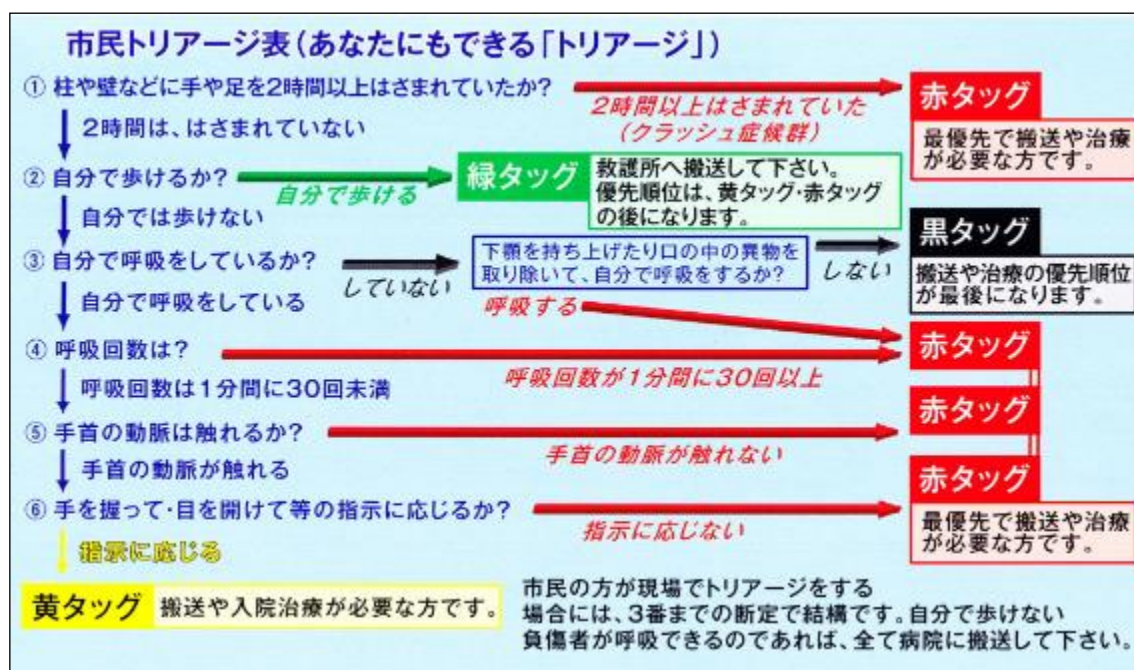 市民トリアージ表(あなたにもできる「トリアージ」)
① 柱や壁などに手や足を2時間以上はさまれていたか?
2時間以上はさまれていた
(クラッシュ症候群)
赤タッグ
最優先で搬送や治療
が必要な方です。
2時間は、はさまれていない
② 自分で歩けるか?
自分で歩ける
緑タッグ
救護所へ搬送して下さい。
優先順位は、黄タッグ・赤タッグ
の後になります。
自分では歩けない
③ 自分で呼吸をしているか?
していない
下顎を持ち上げたり口の中の異物を
取り除いて、自分で呼吸をするか?
しない
黒タッグ
搬送や治療の優先順位
が最後になります。
自分で呼吸をしている
呼吸する
④ 呼吸回数は?
呼吸回数が1分間に30回以上
赤タッグ
呼吸回数は1分間に30回未満
⑤ 手首の動脈は触れるか?
手首の動脈が触れない
赤タッグ
手首の動脈が触れる
⑥ 手を握って・目を開けて等の指示に応じるか?
指示に応じない
赤タッグ
最優先で搬送や治療
が必要な方です。
指示に応じる
黄タッグ
搬送や入院治療が必要な方です。
市民の方が現場でトリアージをする
場合には、3番までの断定で結構です。自分で歩けない
負傷者が呼吸できるのであれば、全て病院に搬送して下さい。